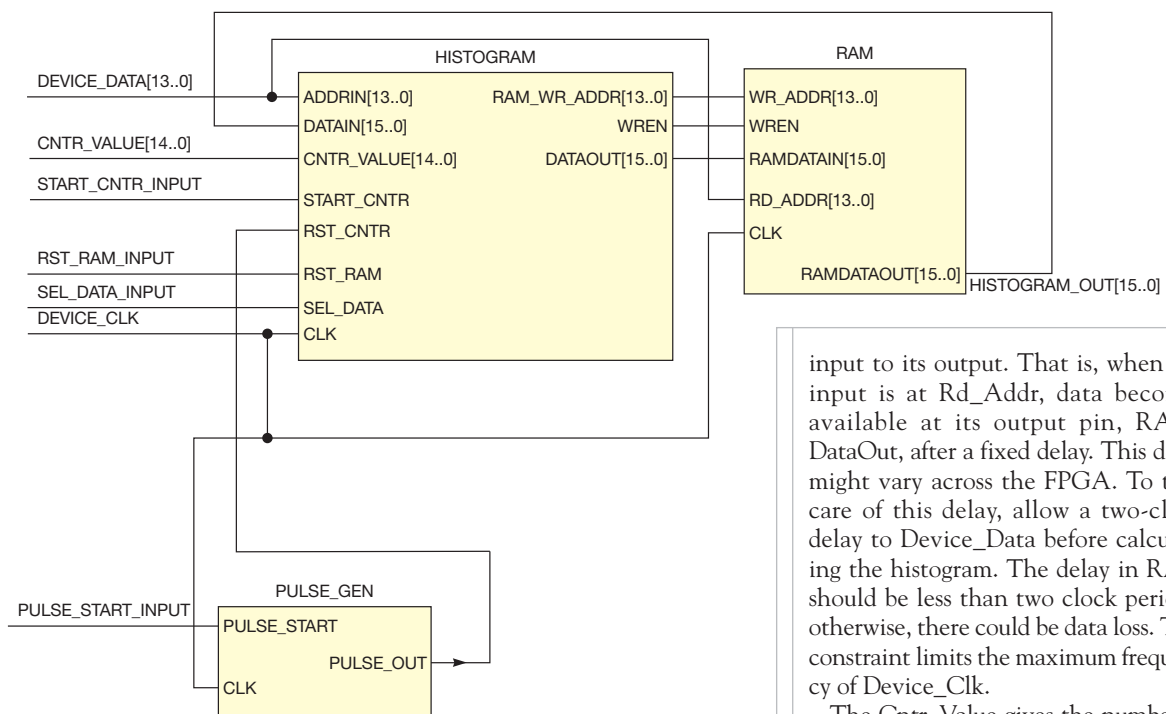 HISTOGRAM
RAM
DEVICE_DATA[13..0]
CNTR_VALUE[14..0]
START_CNTR_INPUT
RST_RAM_INPUT
SEL_DATA_INPUT
DEVICE_CLK
ADDRIN[13..0]
DATAIN[15..0]
CNTR_VALUE[14..0]
START_CNTR
RST_CNTR
RST_RAM
SEL_DATA
CLK
RAM_WR_ADDR[13..0]
WREN
DATAOUT[15..0]
WR_ADDR[13..0]
WREN
RAMDATAIN[15.0]
RD_ADDR[13..0]
CLK
RAMDATAOUT[15..0]
HISTOGRAM_OUT[15..0]
PULSE_GEN
PULSE_START_INPUT
PULSE_START
PULSE_OUT
CLK
input to its output. That is, when
input is at Rd_Addr, data beco
available at its output pin, RA
DataOut, after a fixed delay. This d
might vary across the FPGA. To t
care of this delay, allow a two-cl
delay to Device_Data before calcu
ing the histogram. The delay in RA
should be less than two clock peri
otherwise, there could be data loss. T
constraint limits the maximum frequ
cy of Device_Clk.
The Cntr_Value gives the numb